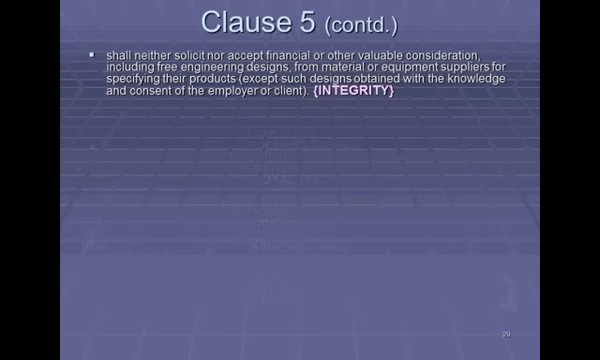 Clause 5 (contd.)
▪ shall neither solicit nor accept financial or other valuable consideration,
including free engineering designs, from material or equipment suppliers for
specifying their products (except such designs obtained with the knowledge
and consent of the employer or client). {INTEGRITY}
29